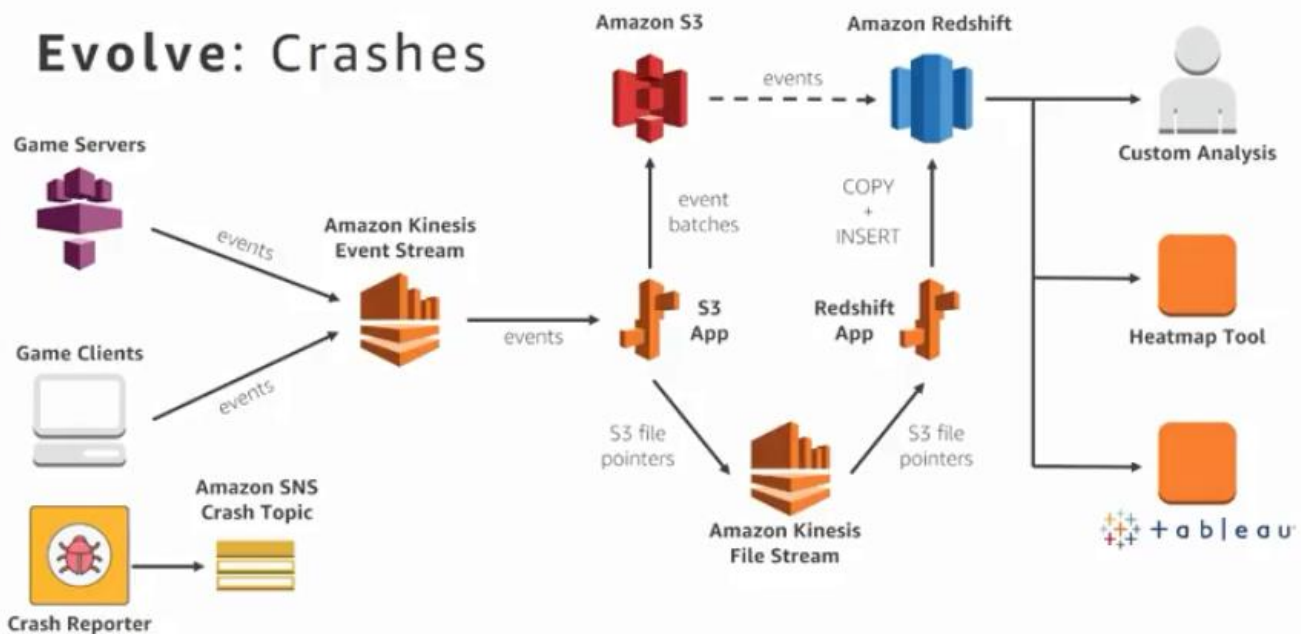 Evolve: Crashes
Game Servers
events
Game Clients
events
Crash Reporter
Amazon SNS
Crash Topic
Amazon Kinesis
Event Stream
events
Amazon S3
event
batches
S3
App
S3 file
pointers
Amazon Kinesis
File Stream
S3 file
pointers
Redshift
App
COPY
+
INSERT
events
Amazon Redshift
Custom Analysis
Heatmap Tool
+ableau